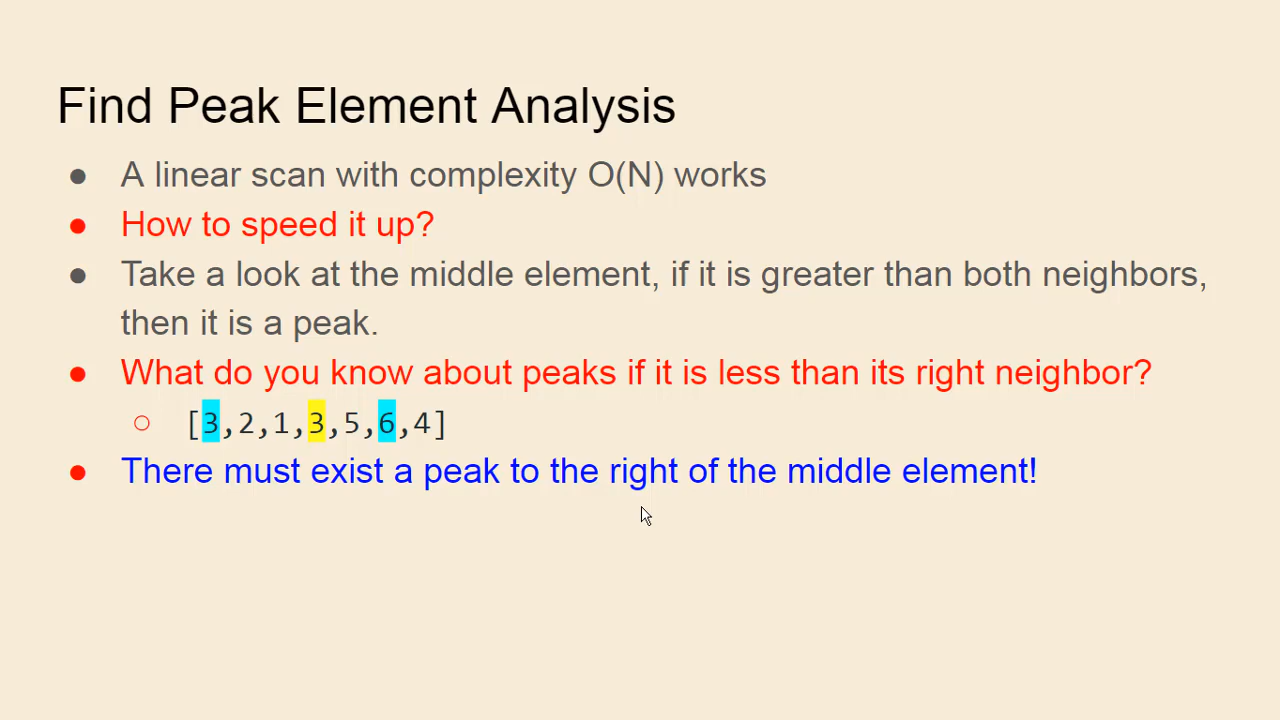 Find Peak Element Analysis
● A linear scan with complexity O(N) works
● How to speed it up?
● Take a look at the middle element, if it is greater than both neighbors,
then it is a peak.
● What do you know about peaks if it is less than its right neighbor?
○ [3,2,1,3,5,6,4]
● There must exist a peak to the right of the middle element!